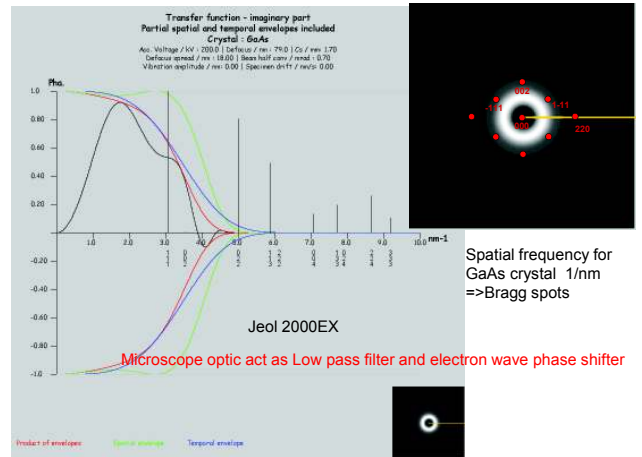 Transfer function - imaginary part
Partial spatial and temporal envelopes included
Crystal : GaAs
Acc. Voltage / kV : 200.0 | Defocus / nm : 79.0 | Cs / mm: 1.70
Defocus spread / nm : 18.00 | Beam half conv / mrad : 0.70
Vibration amplitude / nm: 0.00 | Specimen drift / nm/s: 0.00
Pha.
1.0
0.80
0.60
0.40
0.20
-0.20
-0.40
-0.60
-0.80
-1.0
1.0 2.0 3.0 4.0 5.0 6.0 7.0 8.0 9.0 10.0 nm-1
002
-111 1-11
000
220
Spatial frequency for
GaAs crystal 1/nm
=>Bragg spots
Jeol 2000EX
Microscope optic act as Low pass filter and electron wave phase shifter
Product of envelopes Spatial envelope Temporal envelope